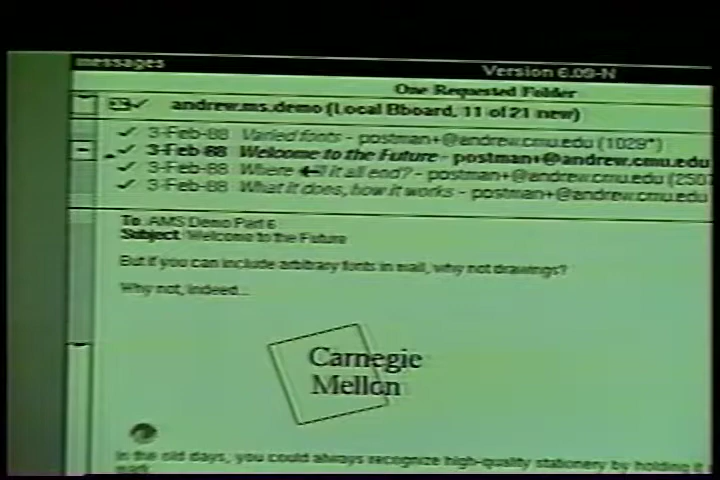 messages Version 6.09-N
One Requested Folder
andrew.ms.demo (Local Bboard, 11 of 21 new)
3-Feb-88 Varied fonts - postman+@andrew.cmu.edu (1029*)
3-Feb-88 Welcome to the Future - postman+@andrew.cmu.edu
3-Feb-88 Where it all end? - postman+@andrew.cmu.edu
3-Feb-88 What it does, how it works - postman+@andrew.cmu.edu
To: AMS Demo Part 6
Subject: Welcome to the Future
But if you can include arbitrary fonts in mail, why not drawings?
Why not, indeed...
Carnegie
Mellon
In the old days, you could always recognize high-quality stationery by holding it